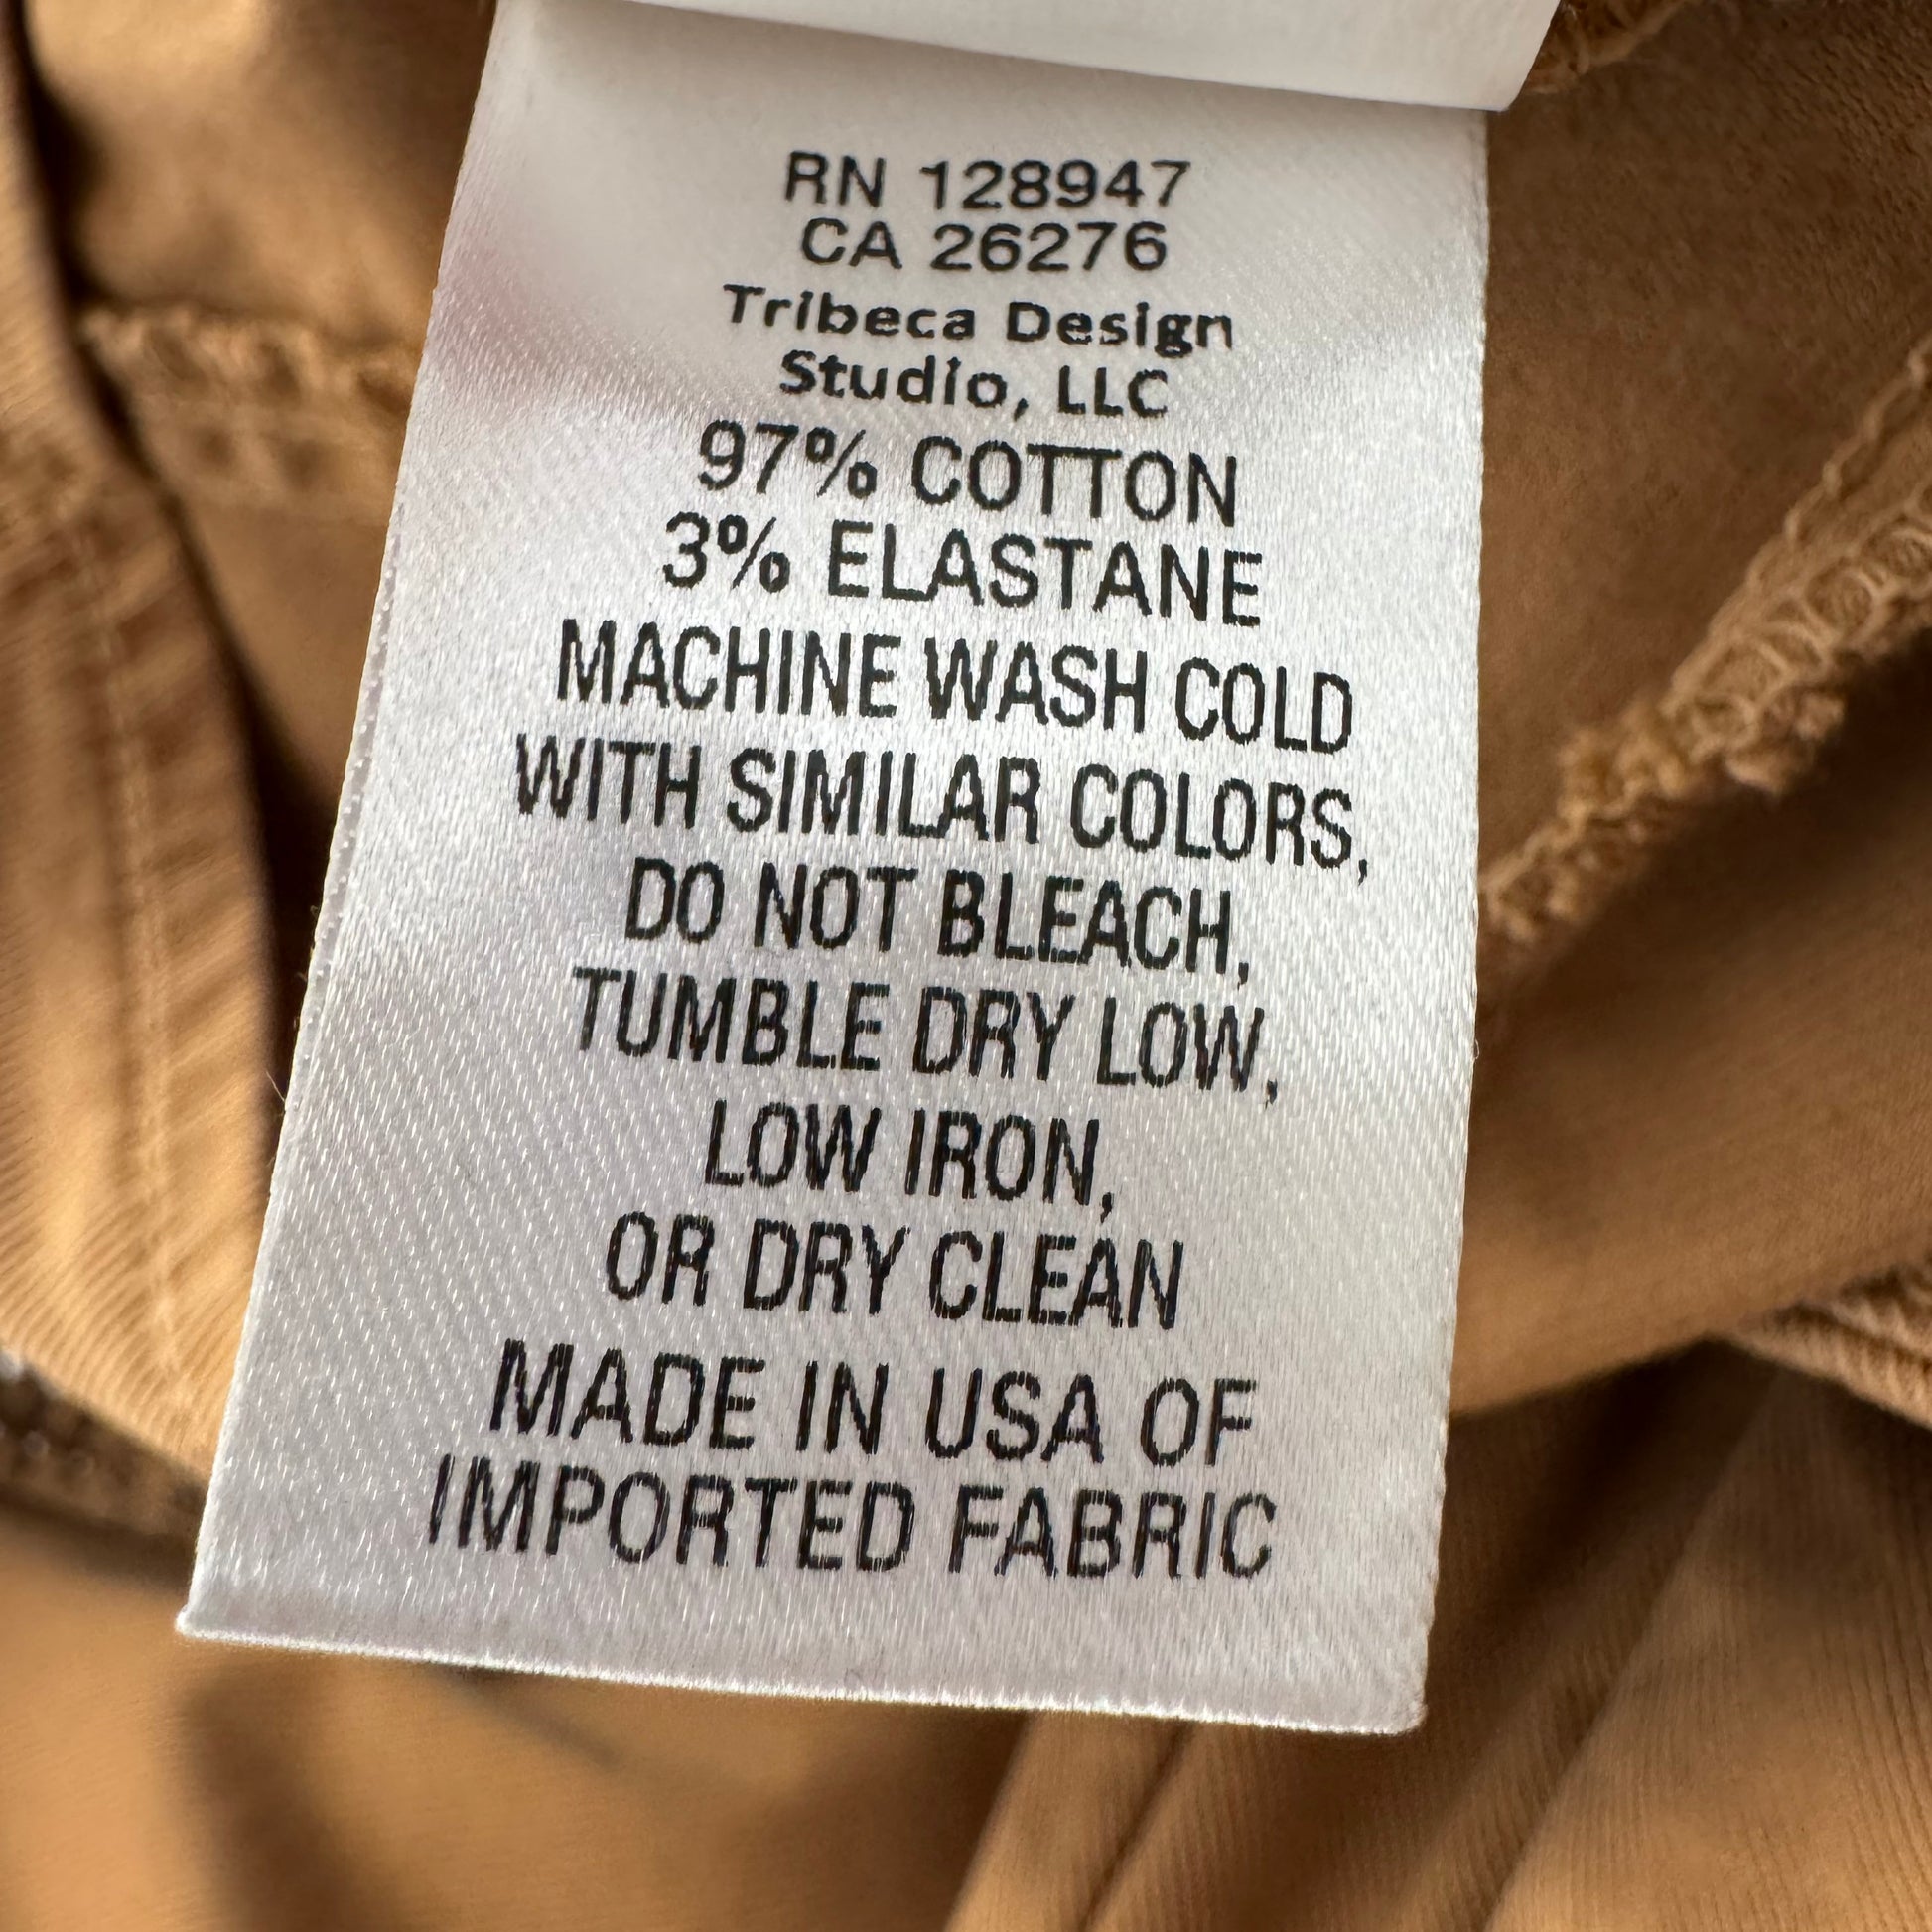 RN 128947
CA 26276
Tribeca Design
Studio, LLC
97% COTTON
3% ELASTANE
MACHINE WASH COLD
WITH SIMILAR COLORS,
DO NOT BLEACH,
TUMBLE DRY LOW,
LOW IRON,
OR DRY CLEAN
MADE IN USA OF
IMPORTED FABRIC